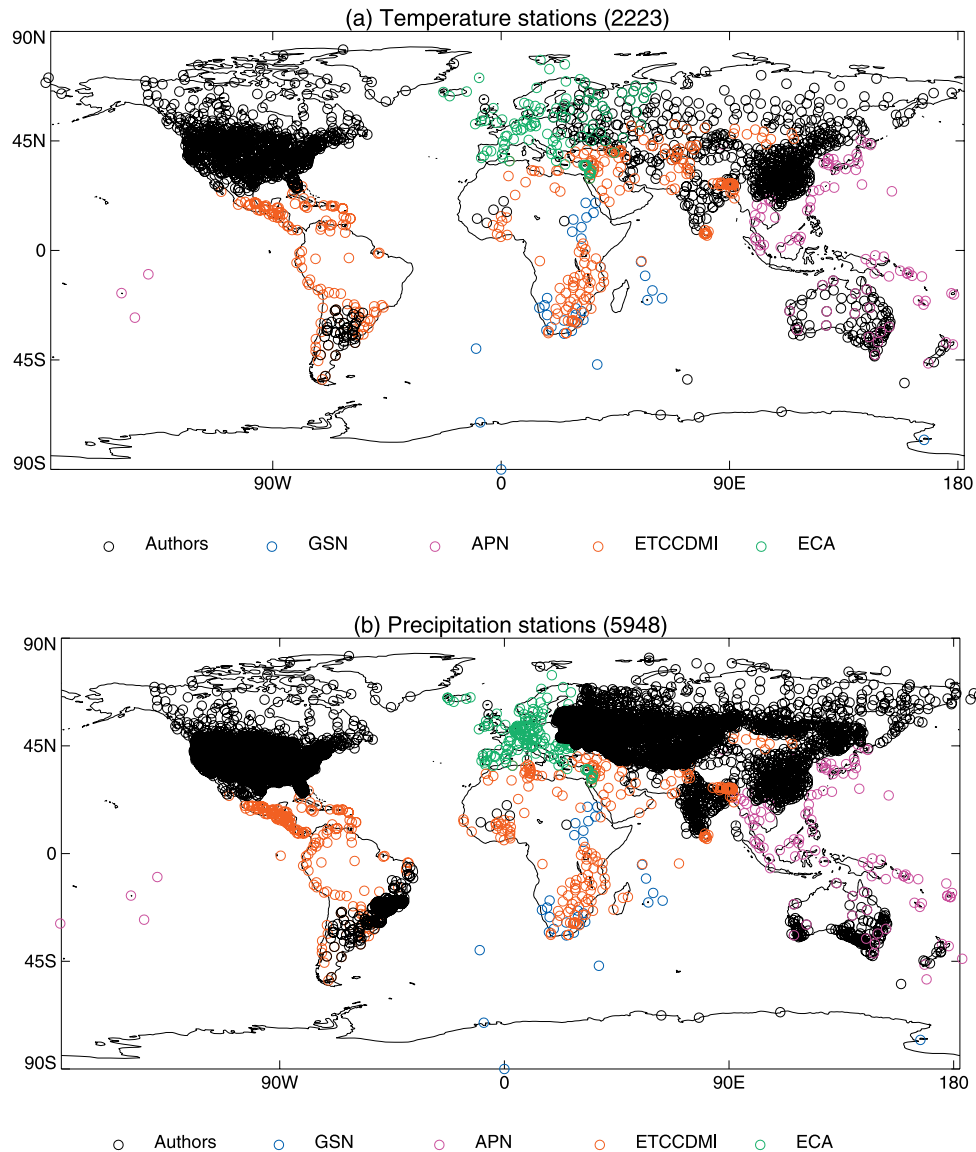 (a) Temperature stations (2223)
90N
45N
0
45S
90S
90W 0 90E 180
Authors GSN APN ETCCDMI ECA
(b) Precipitation stations (5948)
90N
45N
0
45S
90S
90W 0 90E 180
Authors GSN APN ETCCDMI ECA